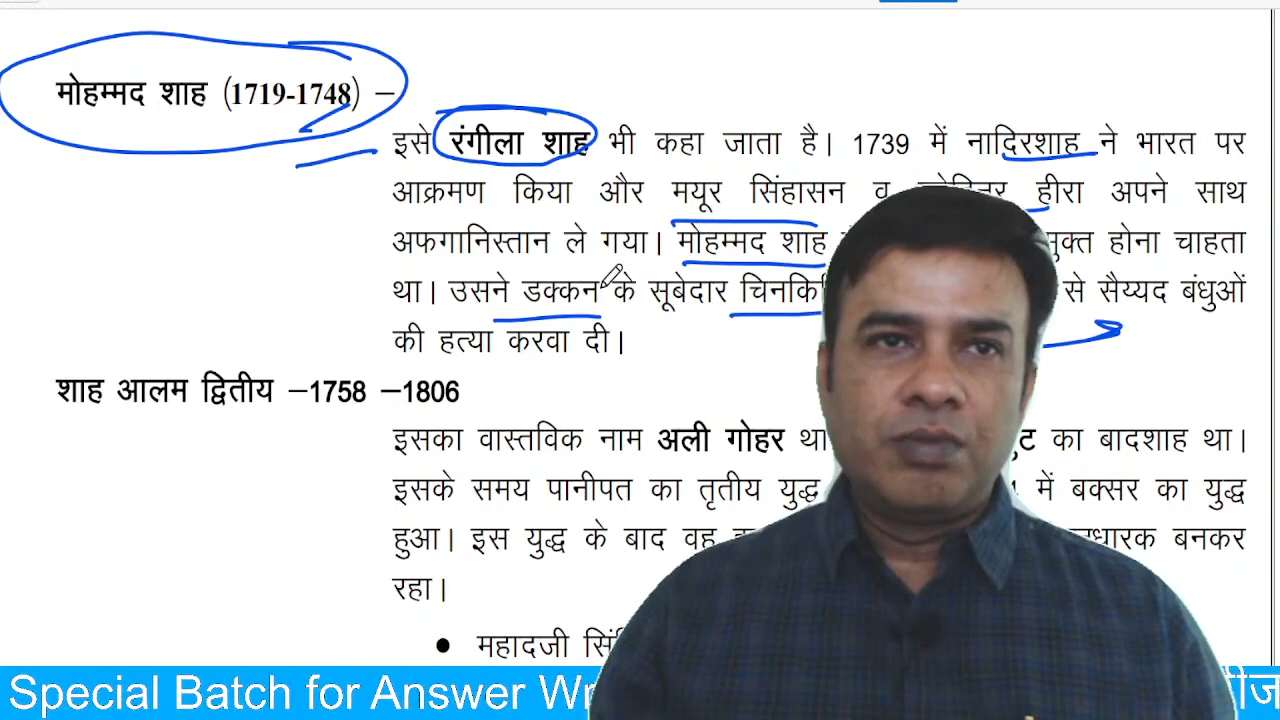 मोहम्मद शाह (1719-1748) –
इसे रंगीला शाह भी कहा जाता है। 1739 में नादिरशाह ने भारत पर
आक्रमण किया और मयूर सिंहासन व हीरा अपने साथ
अफगानिस्तान ले गया। मोहम्मद शाह होना चाहता
था। उसने डक्कन के सूबेदार से सैय्यद बंधुओं
की हत्या करवा दी।
शाह आलम द्वितीय –1758 –1806
इसका वास्तविक नाम अली गोहर था का बादशाह था।
इसके समय पानीपत का तृतीय युद्ध में बक्सर का युद्ध
हुआ। इस युद्ध के बाद वह बनकर
रहा।
• महादजी
Special Batch for Answer